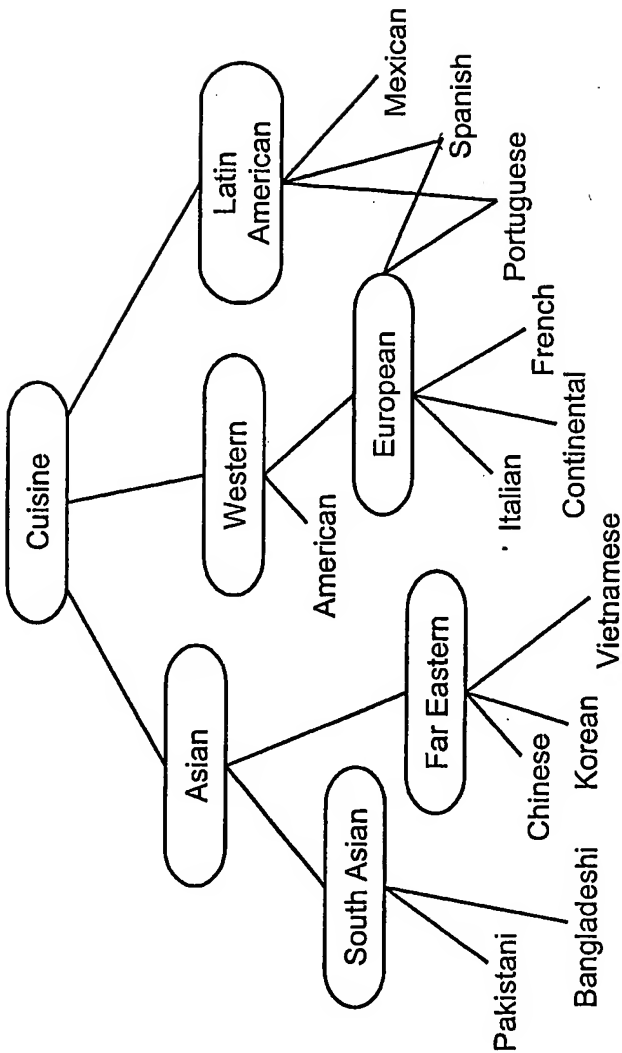 Cuisine
Asian
Western
Latin
American
South Asian
Far Eastern
American
European
Mexican
Spanish
Portuguese
Pakistani
Bangladeshi
Chinese
Korean
Vietnamese
Italian
Continental
French